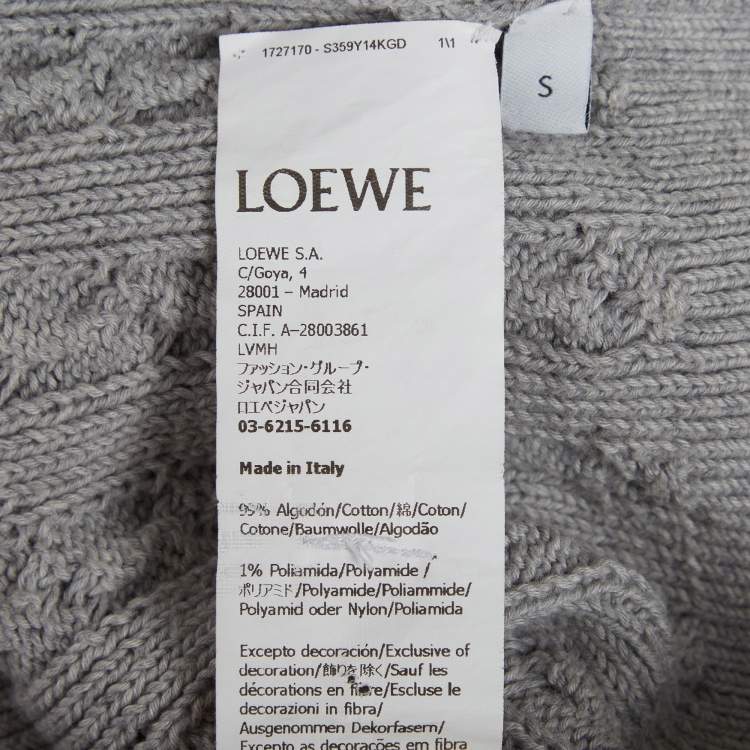 1727170 - S359Y14KGD 1\1
S
LOEWE
LOEWE S.A.
C/Goya, 4
28001 – Madrid
SPAIN
C.I.F. A-28003861
LVMH
ファッション・グループ・
ジャパン合同会社
ロエベジャパン
03-6215-6116
Made in Italy
Algodón/Cotton/綿/Coton/
Cotone/Baumwolle/Algodão
1% Poliamida/Polyamide /
ポリアミド/Polyamide/Poliammide/
Polyamid oder Nylon/Poliamida
Excepto decoración/Exclusive of
decoration/飾りを除く/Sauf les
décorations en fibre/Escluse le
decorazioni in fibra/
Ausgenommen Dekorfasern/
Excepto as decorações em fibra